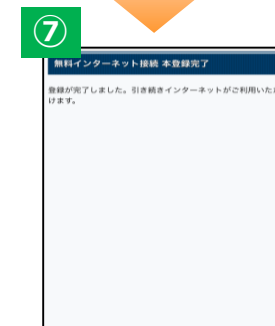 ⑦
無料インターネット接続 本登録完了
登録が完了しました。引き続きインターネットがご利用いただ
けます。